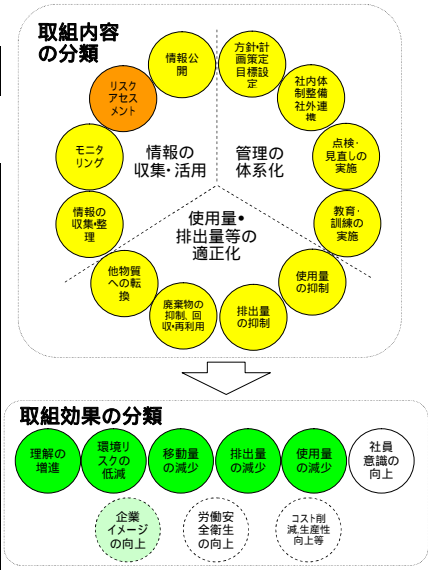 取組内容
の分類
情報公
開
方針・計
画策定
目標設
定
リスク
アセス
メント
社内体
制整備
社外連
携
モニタ
リング
情報の
収集・活用
管理の
体系化
点検・
見直しの
実施
情報の
収集・整
理
使用量・
排出量等の
適正化
教育・
訓練の
実施
他物質
への転
換
使用量
の抑制
廃棄物の
抑制、回
収・再利用
排出量
の抑制
取組効果の分類
理解の
増進
環境リ
スクの
低減
移動量
の減少
排出量
の減少
使用量
の減少
社員
意識の
向上
企業
イメージ
の向上
労働安
全衛生
の向上
コスト削
減、生産性
向上等